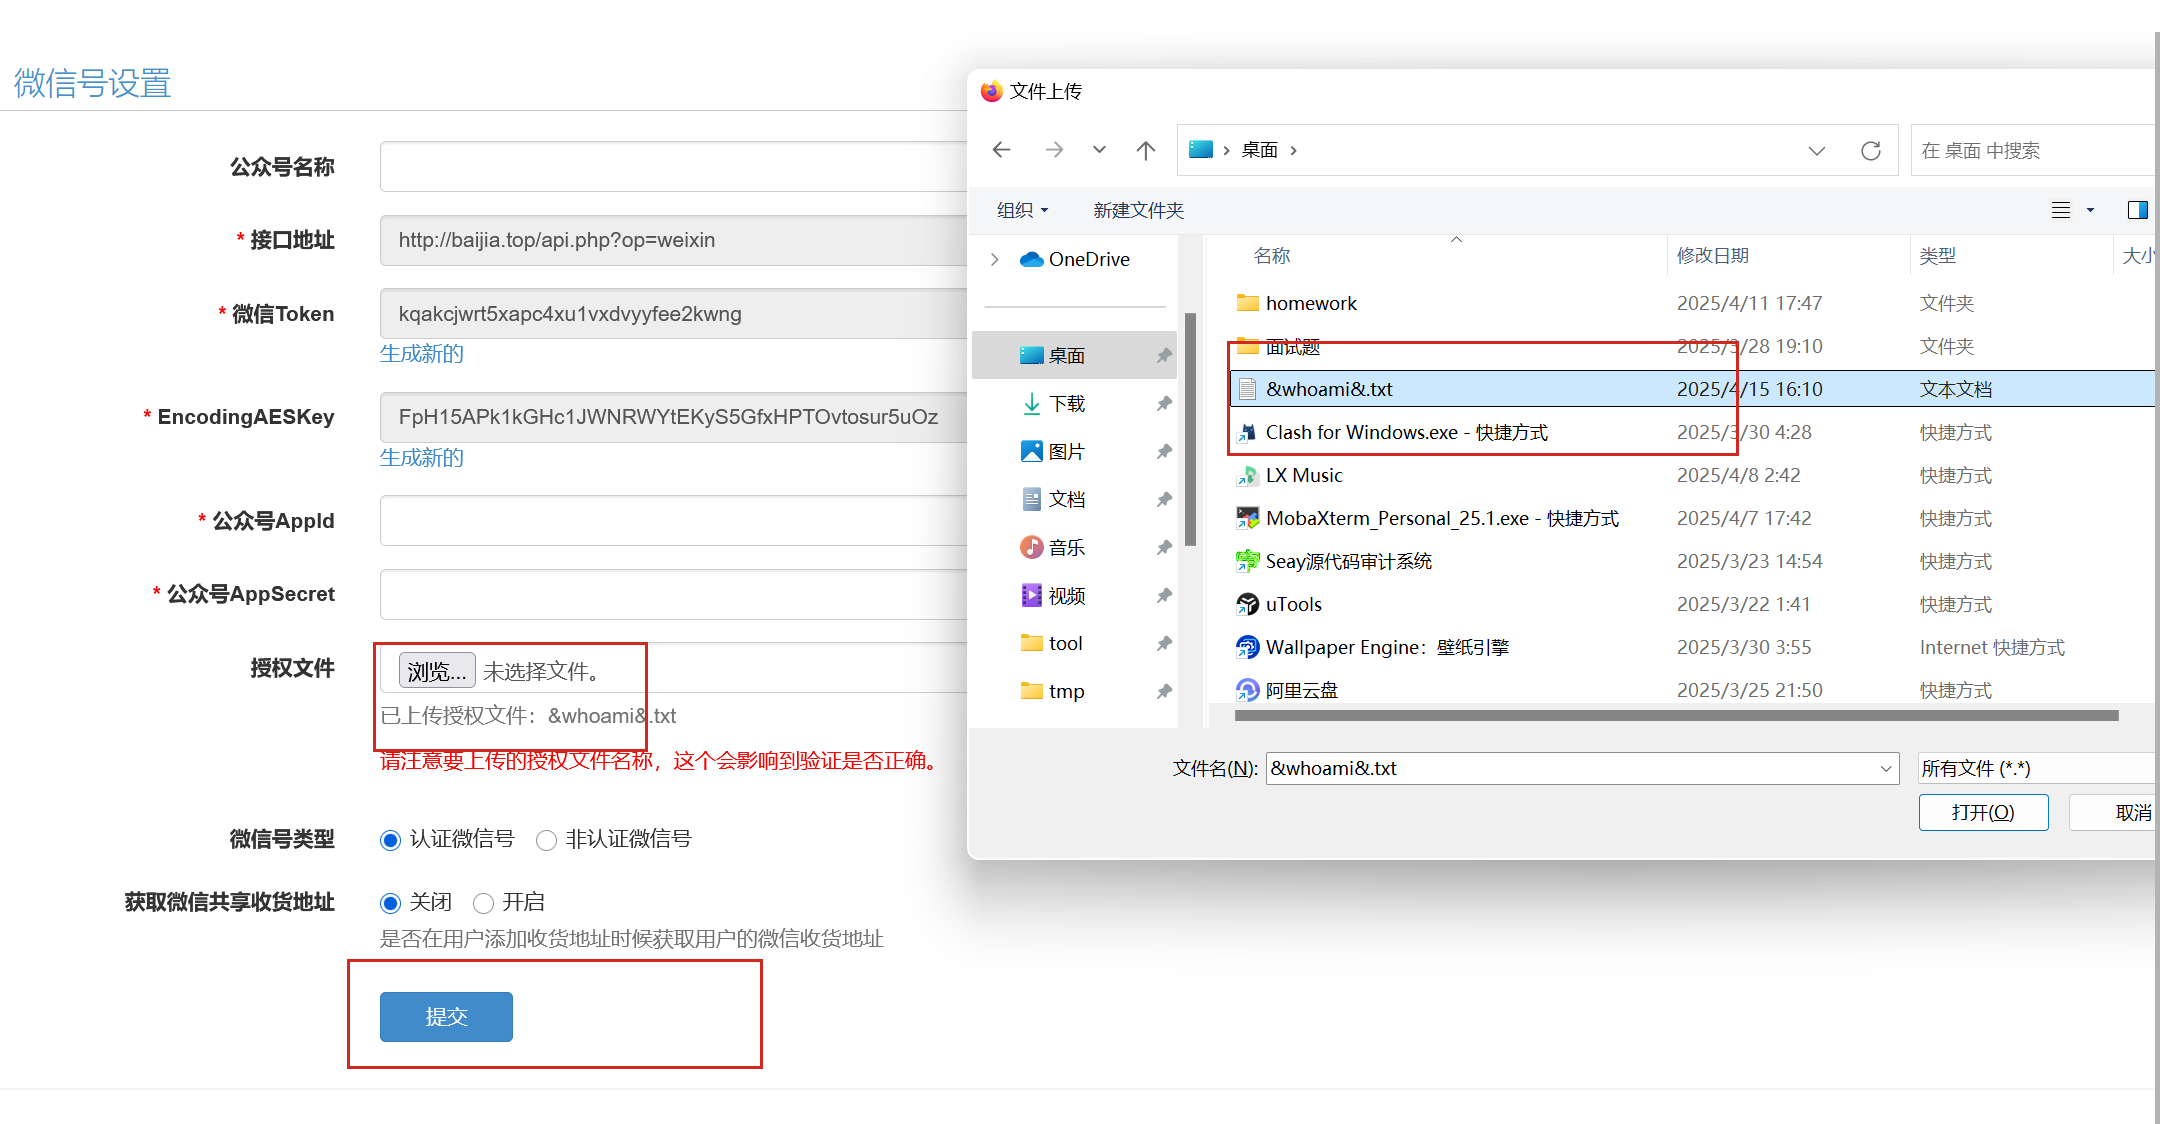 微信号设置
公众号名称
* 接口地址
http://baijia.top/api.php?op=weixin
* 微信Token
kqakcjwrt5xapc4xu1vxdvyyfee2kwng
生成新的
* EncodingAESKey
FpH15APk1kGHc1JWNRWYtEKyS5GfxHPTOvtosur5uOz
生成新的
* 公众号AppId
* 公众号AppSecret
授权文件
浏览... 未选择文件。
已上传授权文件：&whoami&.txt
请注意要上传的授权文件名称，这个会影响到验证是否正确。
微信号类型
认证微信号 非认证微信号
获取微信共享收货地址
关闭 开启
是否在用户添加收货地址时候获取用户的微信收货地址
提交
文件上传
桌面
在 桌面 中搜索
组织 新建文件夹
OneDrive
桌面
下载
图片
文档
音乐
视频
tool
tmp
名称 修改日期 类型 大小
homework 2025/4/11 17:47 文件夹
面试题 2025/3/28 19:10 文件夹
&whoami&.txt 2025/4/15 16:10 文本文档
Clash for Windows.exe - 快捷方式 2025/3/30 4:28 快捷方式
LX Music 2025/4/8 2:42 快捷方式
MobaXterm_Personal_25.1.exe - 快捷方式 2025/4/7 17:42 快捷方式
Seay源代码审计系统 2025/3/23 14:54 快捷方式
uTools 2025/3/22 1:41 快捷方式
Wallpaper Engine：壁纸引擎 2025/3/30 3:55 Internet 快捷方式
阿里云盘 2025/3/25 21:50 快捷方式
文件名(N): &whoami&.txt 所有文件 (*.*)
打开(O) 取消